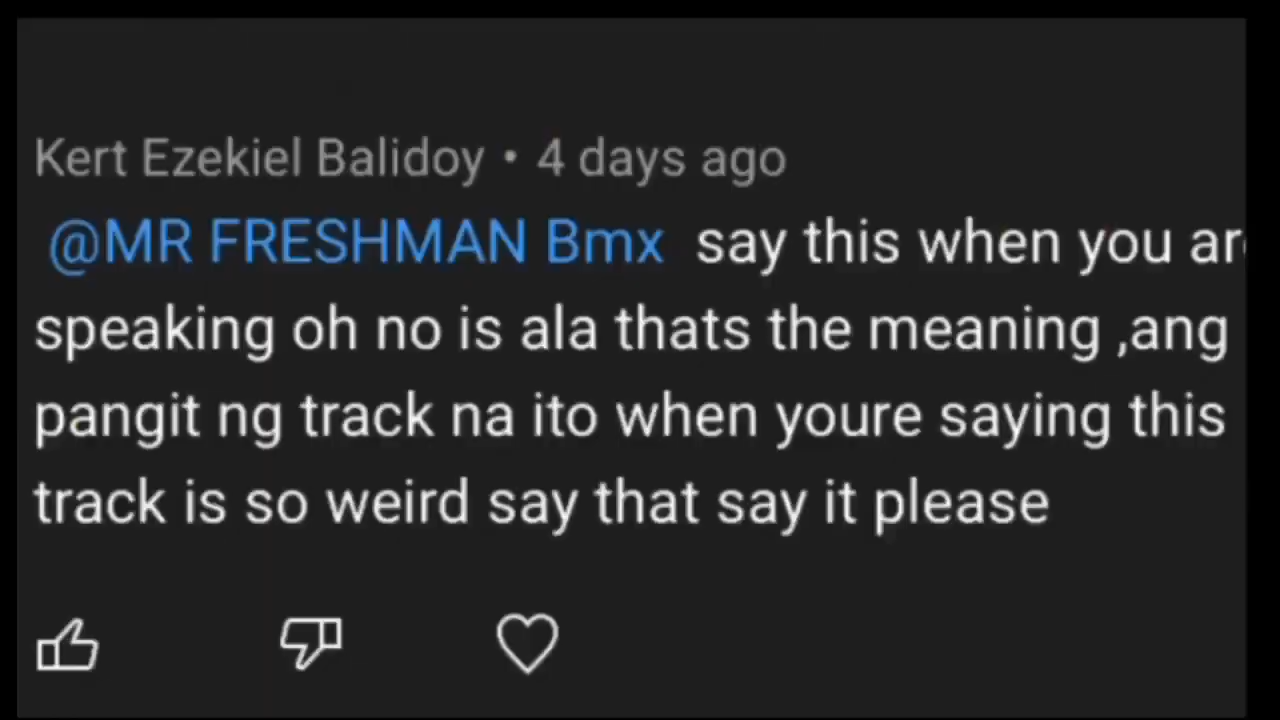 Kert Ezekiel Balidoy • 4 days ago
@MR FRESHMAN Bmx say this when you
speaking oh no is ala thats the meaning ,ang
pangit ng track na ito when youre saying this
track is so weird say that say it please